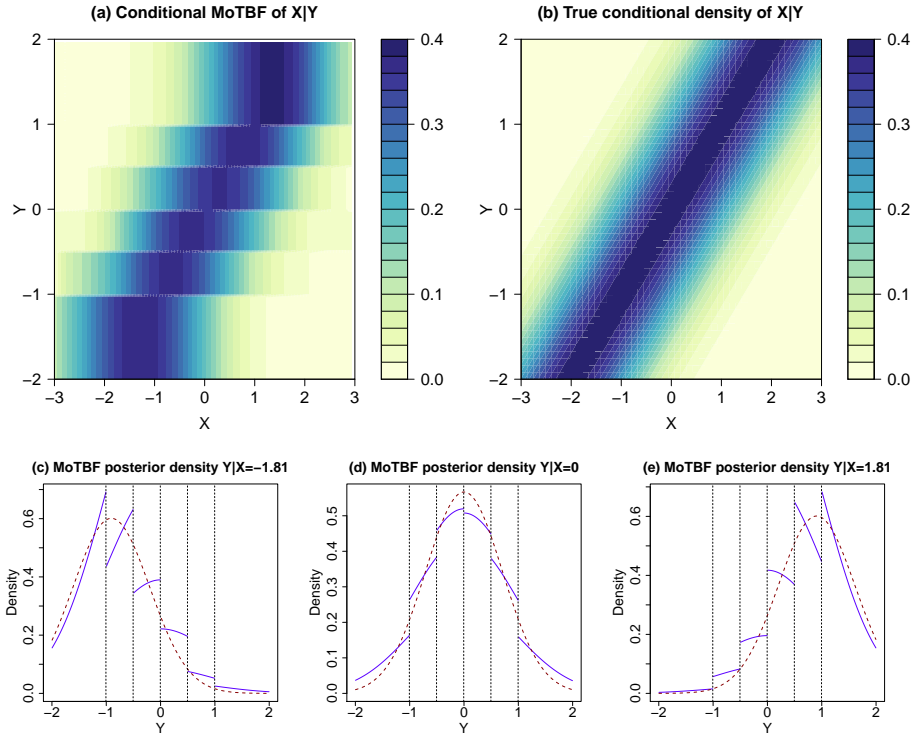 (a) Conditional MoTBF of X|Y
2
1
0
−1
−2
Y
−3 −2 −1 0 1 2 3
X
0.4
0.3
0.2
0.1
0.0
(b) True conditional density of X|Y
2
1
0
−1
−2
Y
−3 −2 −1 0 1 2 3
X
0.4
0.3
0.2
0.1
0.0
(c) MoTBF posterior density Y|X=−1.81
Density
0.6
0.4
0.2
0.0
−2 −1 0 1 2
Y
(d) MoTBF posterior density Y|X=0
Density
0.5
0.4
0.3
0.2
0.1
0.0
−2 −1 0 1 2
Y
(e) MoTBF posterior density Y|X=1.81
Density
0.6
0.4
0.2
0.0
−2 −1 0 1 2
Y